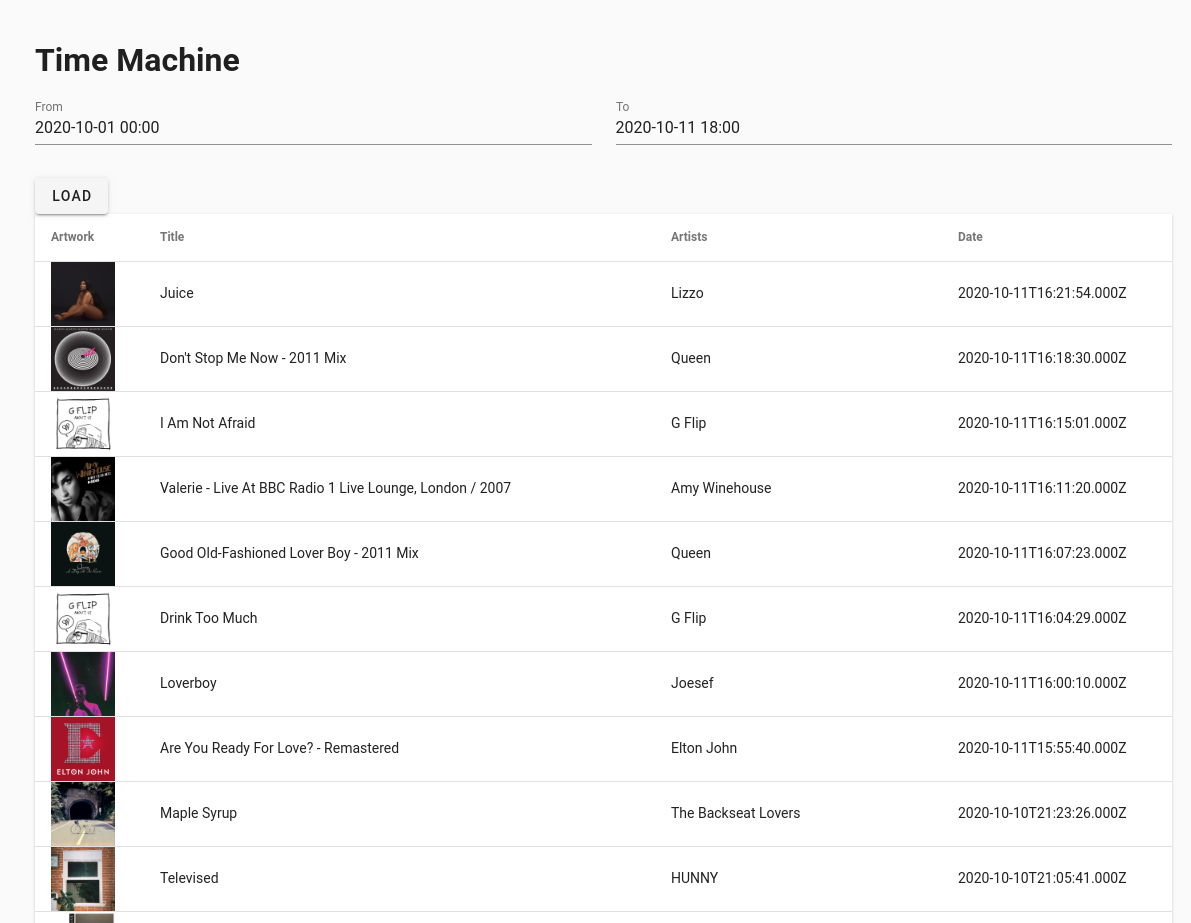 Time Machine
From To
2020-10-01 00:00 2020-10-11 18:00
LOAD
Artwork Title Artists Date
Juice Lizzo 2020-10-11T16:21:54.000Z
Don't Stop Me Now - 2011 Mix Queen 2020-10-11T16:18:30.000Z
G FLIP
I Am Not Afraid G Flip 2020-10-11T16:15:01.000Z
Valerie - Live At BBC Radio 1 Live Lounge, London / 2007 Amy Winehouse 2020-10-11T16:11:20.000Z
Good Old-Fashioned Lover Boy - 2011 Mix Queen 2020-10-11T16:07:23.000Z
G FLIP
Drink Too Much G Flip 2020-10-11T16:04:29.000Z
Loverboy Joesef 2020-10-11T16:00:10.000Z
E
Are You Ready For Love? - Remastered Elton John 2020-10-11T15:55:40.000Z
ELTON JOHN
Maple Syrup The Backseat Lovers 2020-10-10T21:23:26.000Z
Televised HUNNY 2020-10-10T21:05:41.000Z